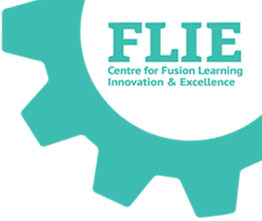 FLIE
Centre for Fusion Learning
Innovation & Excellence